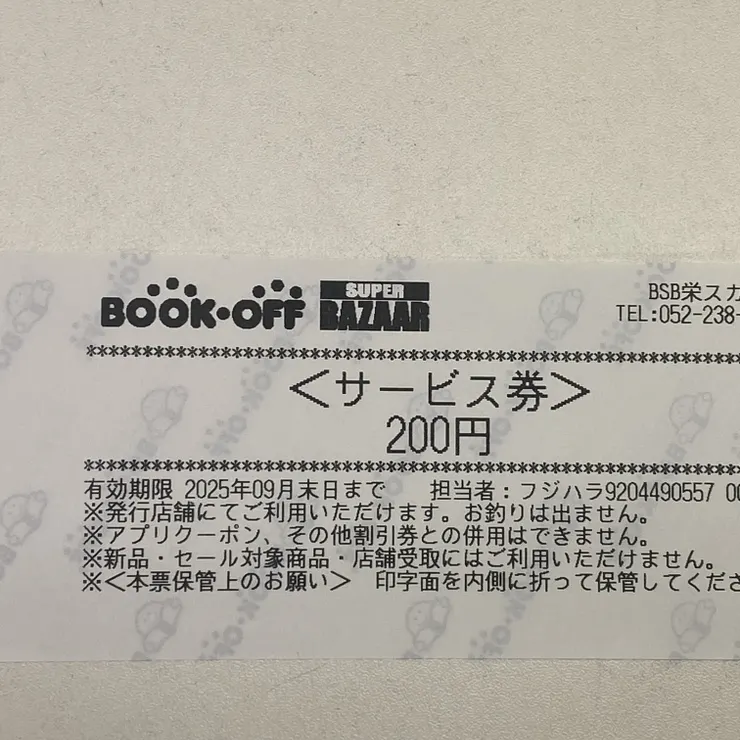 BOOK・OFF SUPER BAZAAR
BSB栄スカ
TEL:052-238-
**********************************************************
<サービス券>
200円
**********************************************************
有効期限 2025年09月末日まで 担当者:フジハラ9204490557 00
※発行店舗にてご利用いただけます。お釣りは出ません。
※アプリクーポン、その他割引券との併用はできません。
※新品・セール対象商品・店舗受取にはご利用いただけません。
※<本票保管上のお願い> 印字面を内側に折って保管してくださ